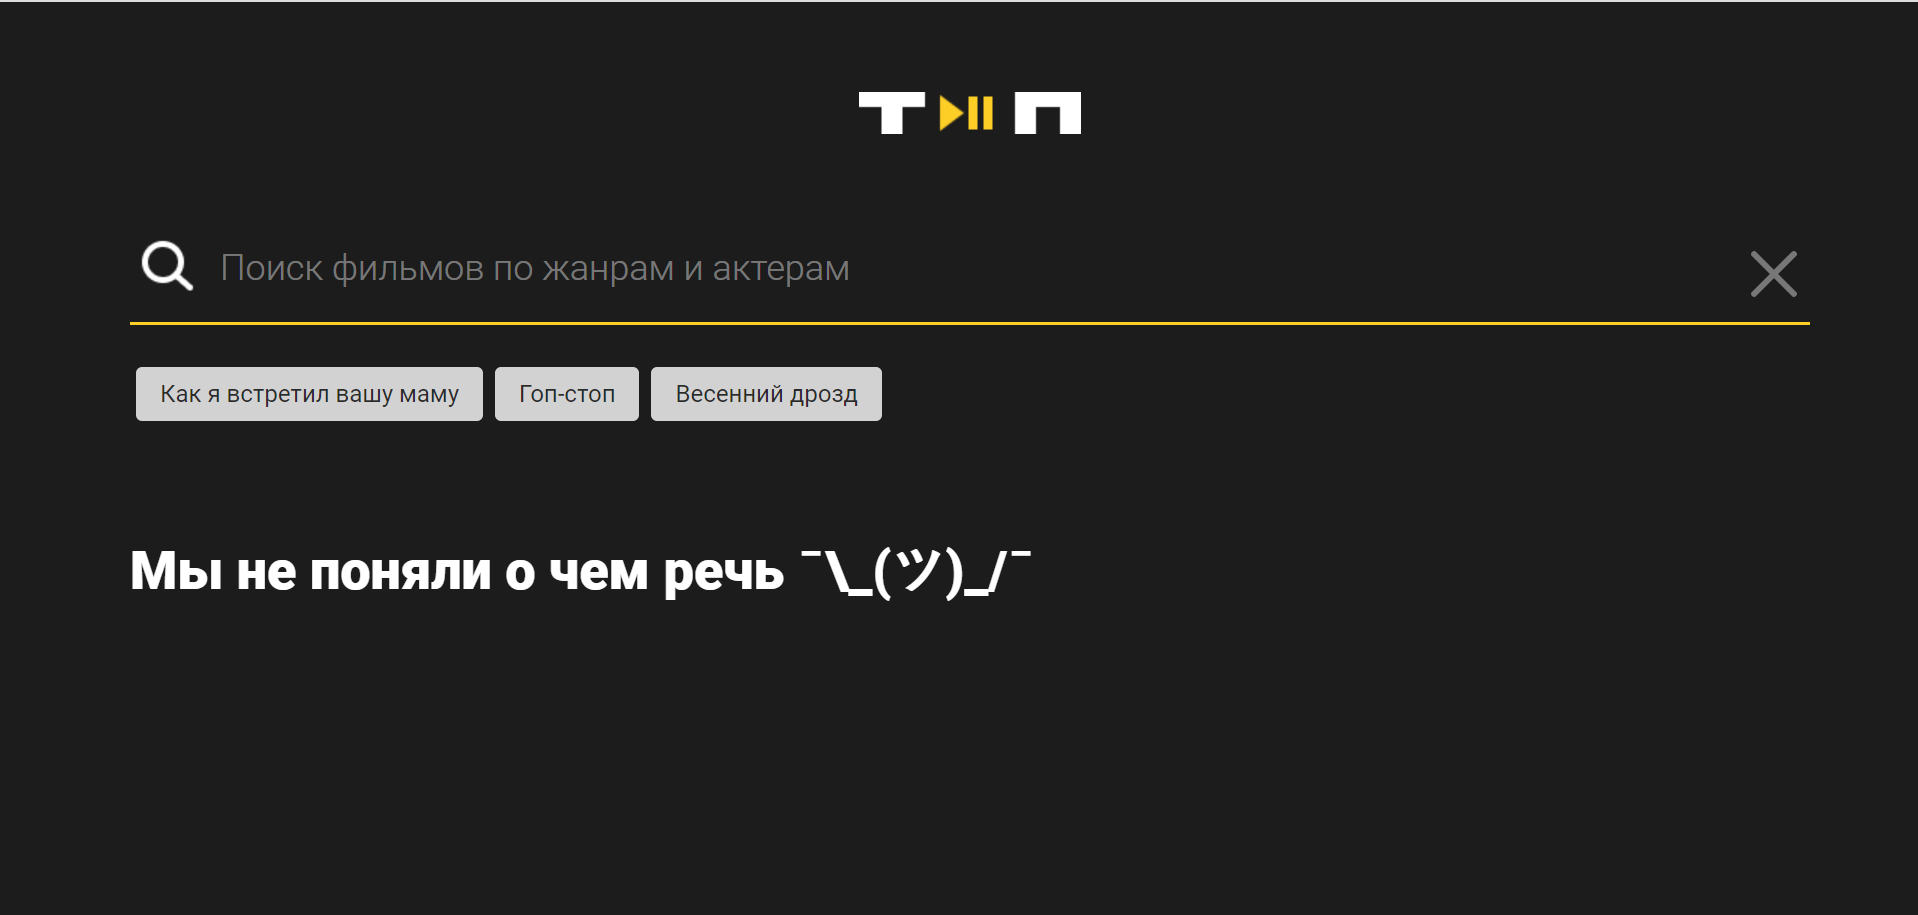 Т П
Поиск фильмов по жанрам и актерам
Как я встретил вашу маму Гоп-стоп Весенний дрозд
Мы не поняли о чем речь ¯\_(ツ)_/¯